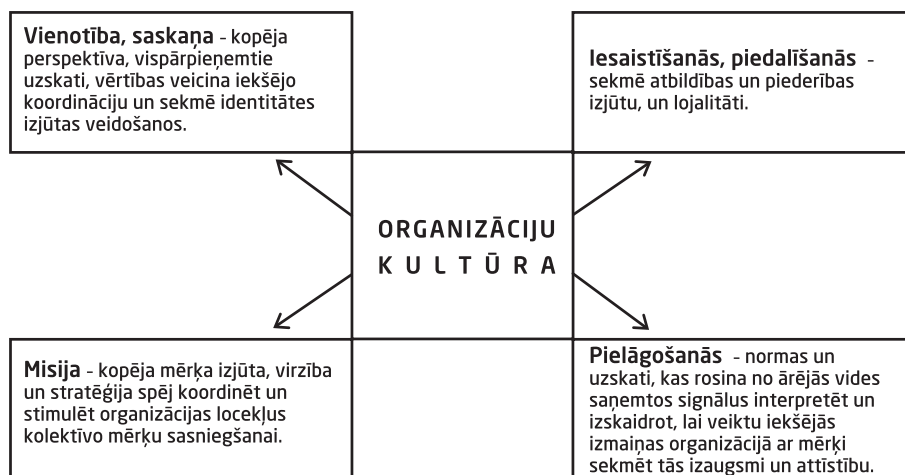 Vienotība, saskaņa - kopēja
perspektīva, vispārpieņemtie
uzskati, vērtības veicina iekšējo
koordināciju un sekmē identitātes
izjūtas veidošanos.
Iesaistīšanās, piedalīšanās -
sekmē atbildības un piederības
izjūtu, un lojalitāti.
ORGANIZĀCIJU
KULTŪRA
Misija - kopēja mērķa izjūta, virzība
un stratēģija spēj koordinēt un
stimulēt organizācijas locekļus
kolektīvo mērķu sasniegšanai.
Pielāgošanās - normas un
uzskati, kas rosina no ārējās vides
saņemtos signālus interpretēt un
izskaidrot, lai veiktu iekšējās
izmaiņas organizācijā ar mērķi
sekmēt tās izaugsmi un attīstību.